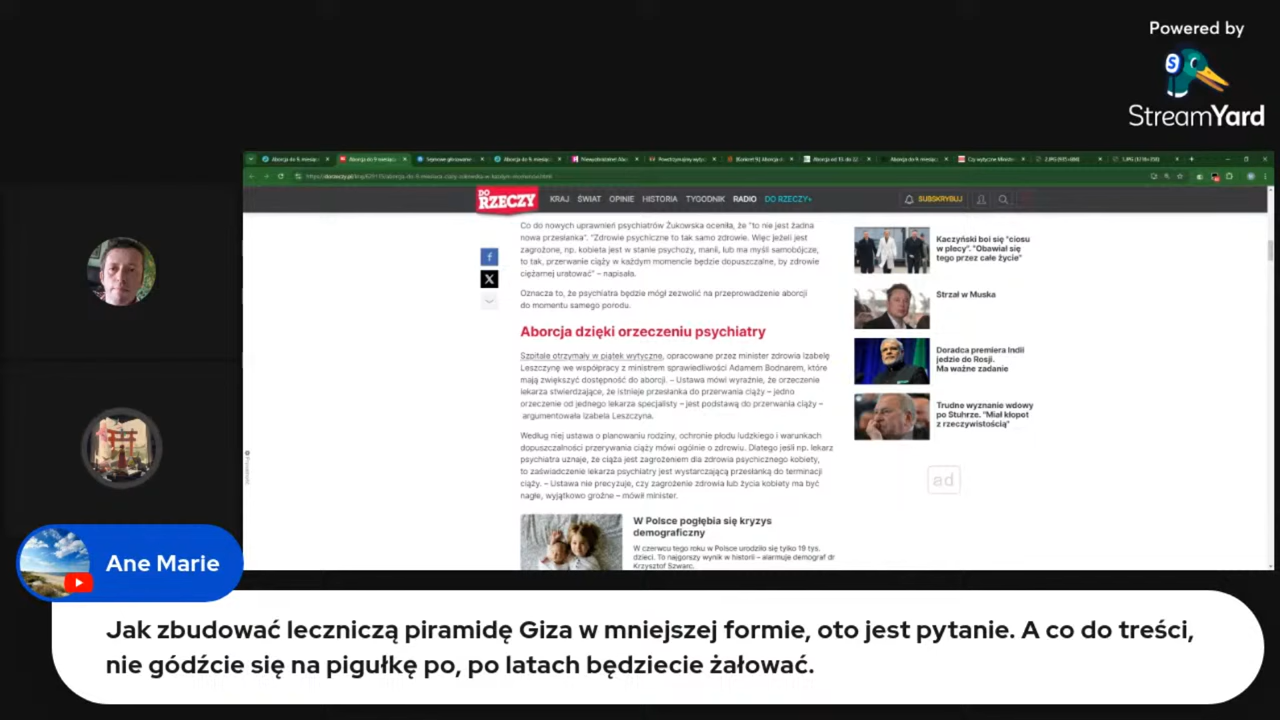 Powered by
StreamYard
DO RZECZY
KRAJ ŚWIAT OPINIE HISTORIA TYGODNIK RADIO DO RZECZY+
SUBSKRYBUJ
Co do nowych uprawnień psychiatrów Żukowska oceniła, że "to nie jest żadna
nowa przesłanka". "Zdrowie psychiczne to tak samo zdrowie. Więc jeżeli jest
zagrożone, np. kobieta jest w stanie psychozy, manii, lub ma myśli samobójcze,
to tak, przerwanie ciąży w każdym momencie będzie dopuszczalne, by zdrowie
ciężarnej uratować" – napisała.
Oznacza to, że psychiatra będzie mógł zezwolić na przeprowadzenie aborcji
do momentu samego porodu.
Aborcja dzięki orzeczeniu psychiatry
Szpitale otrzymały w piątek wytyczne, opracowane przez minister zdrowia Izabelę
Leszczynę we współpracy z ministrem sprawiedliwości Adamem Bodnarem, które
mają zwiększyć dostępność do aborcji. – Ustawa mówi wyraźnie, że orzeczenie
lekarza stwierdzające, że istnieje przesłanka do przerwania ciąży – jedno
orzeczenie od jednego lekarza specjalisty – jest podstawą do przerwania ciąży –
argumentowała Izabela Leszczyna.
Według niej ustawa o planowaniu rodziny, ochronie płodu ludzkiego i warunkach
dopuszczalności przerywania ciąży mówi ogólnie o zdrowiu. Dlatego jeśli np. lekarz
psychiatra uznaje, że ciąża jest zagrożeniem dla zdrowia psychicznego kobiety,
to zaświadczenie lekarza psychiatry jest wystarczającą przesłanką do terminacji
ciąży. – Ustawa nie precyzuje, czy zagrożenie zdrowia lub życia kobiety ma być
nagłe, wyjątkowo groźne – mówił minister.
W Polsce pogłębia się kryzys
demograficzny
W czerwcu tego roku w Polsce urodziło się tylko 19 tys.
dzieci. To najgorszy wynik w historii – alarmuje demograf dr
Krzysztof Szwarc.
Kaczyński boi się "ciosu
w plecy". "Obawiał się
tego przez całe życie"
Strzał w Muska
Doradca premiera Indii
jedzie do Rosji.
Ma ważne zadanie
Trudne wyznanie wdowy
po Stuhrze. "Miał kłopot
z rzeczywistością"
ad
Ane Marie
Jak zbudować leczniczą piramidę Giza w mniejszej formie, oto jest pytanie. A co do treści,
nie gódźcie się na pigułkę po, po latach będziecie żałować.